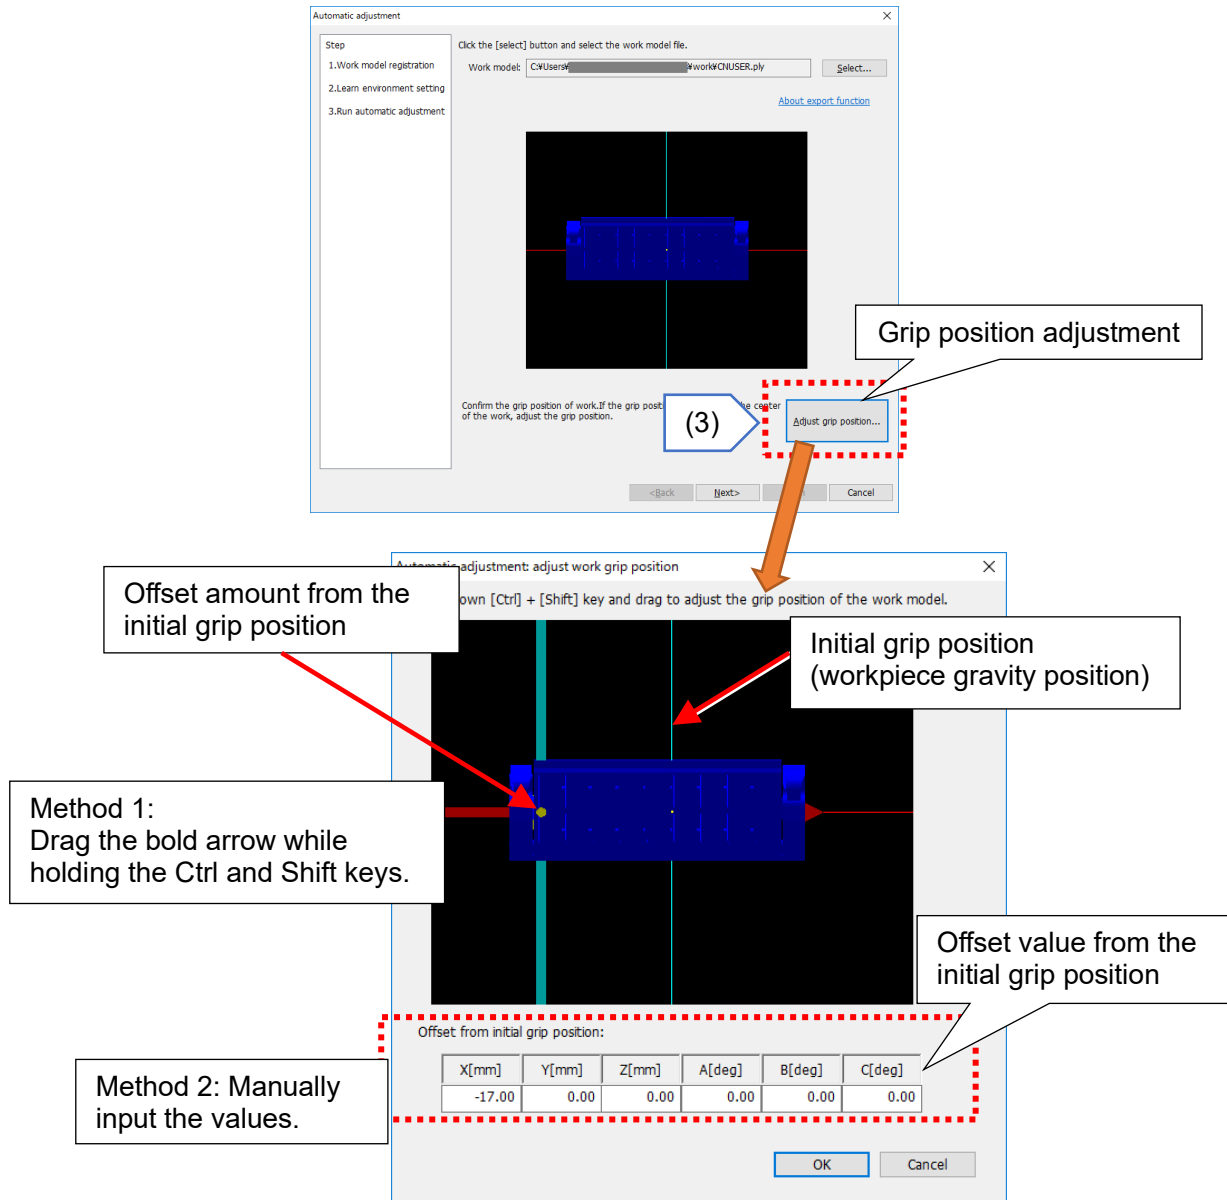 Automatic adjustment
Step
1.Work model registration
2.Learn environment setting
3.Run automatic adjustment
Click the [select] button and select the work model file.
Work model: C:¥Users¥ ¥work¥CNUSER.ply Select...
About export function
Grip position adjustment
Confirm the grip position of work.If the grip positi he center
of the work, adjust the grip position.
(3)
Adjust grip position...
<Back Next> Cancel
Automatic adjustment: adjust work grip position
own [Ctrl] + [Shift] key and drag to adjust the grip position of the work model.
Offset amount from the
initial grip position
Initial grip position
(workpiece gravity position)
Method 1:
Drag the bold arrow while
holding the Ctrl and Shift keys.
Offset value from the
initial grip position
Offset from initial grip position:
X[mm] Y[mm] Z[mm] A[deg] B[deg] C[deg]
-17.00 0.00 0.00 0.00 0.00 0.00
Method 2: Manually
input the values.
OK Cancel